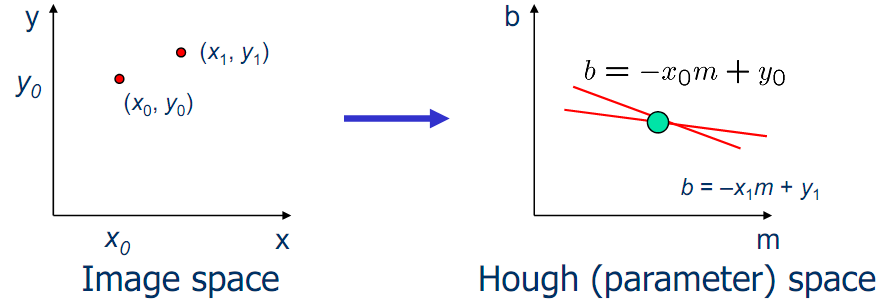 y
(x₁, y₁)
y₀
(x₀, y₀)
x₀
x
Image space
b
b = −x₀m + y₀
b = –x₁m + y₁
m
Hough (parameter) space